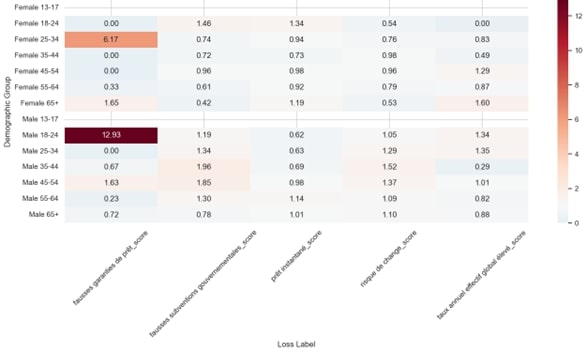 Female 13-17
Female 18-24 0.00 1.46 1.34 0.54 0.00
Female 25-34 6.17 0.74 0.94 0.76 0.83
Female 35-44 0.00 0.72 0.73 0.98 0.49
Female 45-54 0.00 0.96 0.98 0.96 1.29
Female 55-64 0.33 0.61 0.92 0.79 0.87
Female 65+ 1.65 0.42 1.19 0.53 1.60
Male 13-17
Male 18-24 12.93 1.19 0.62 1.05 1.34
Male 25-34 0.00 1.34 0.63 1.29 1.35
Male 35-44 0.67 1.96 0.69 1.52 0.29
Male 45-54 1.63 1.85 0.98 1.37 1.01
Male 55-64 0.23 1.30 1.14 1.09 0.82
Male 65+ 0.72 0.78 1.01 1.10 0.88
Demographic Group
fausses garanties de prêt_score
fausses subventions gouvernementales_score
prêt instantané_score
risque de change_score
taux annuel effectif global élevé_score
Loss Label
12
10
8
6
4
2
0